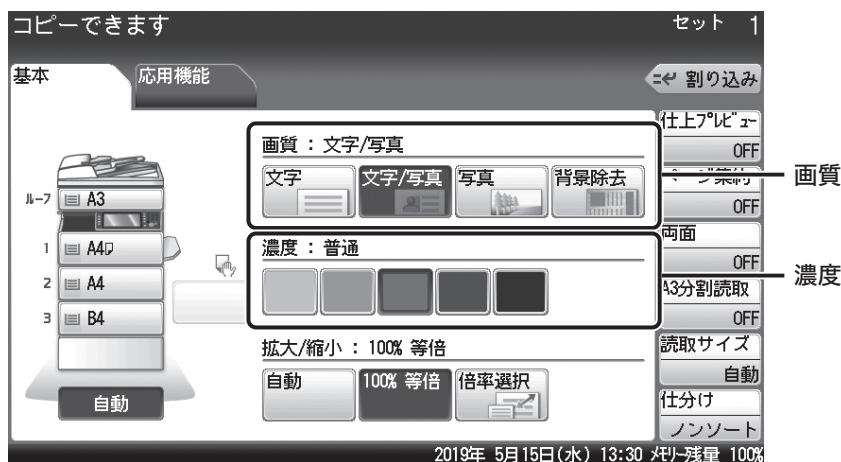 コピーできます
セット 1
基本
応用機能
割り込み
ﾙｰﾌ A3
1 A4
2 A4
3 B4
自動
画質 : 文字/写真
文字
文字/写真
写真
背景除去
濃度 : 普通
拡大/縮小 : 100% 等倍
自動
100% 等倍
倍率選択
仕上ﾌﾟﾚﾋﾞｭｰ
OFF
ページ集約
OFF
両面
OFF
A3分割読取
OFF
読取サイズ
自動
仕分け
ノンソート
画質
濃度
2019年 5月15日(水) 13:30 ﾒﾓﾘｰ残量 100%